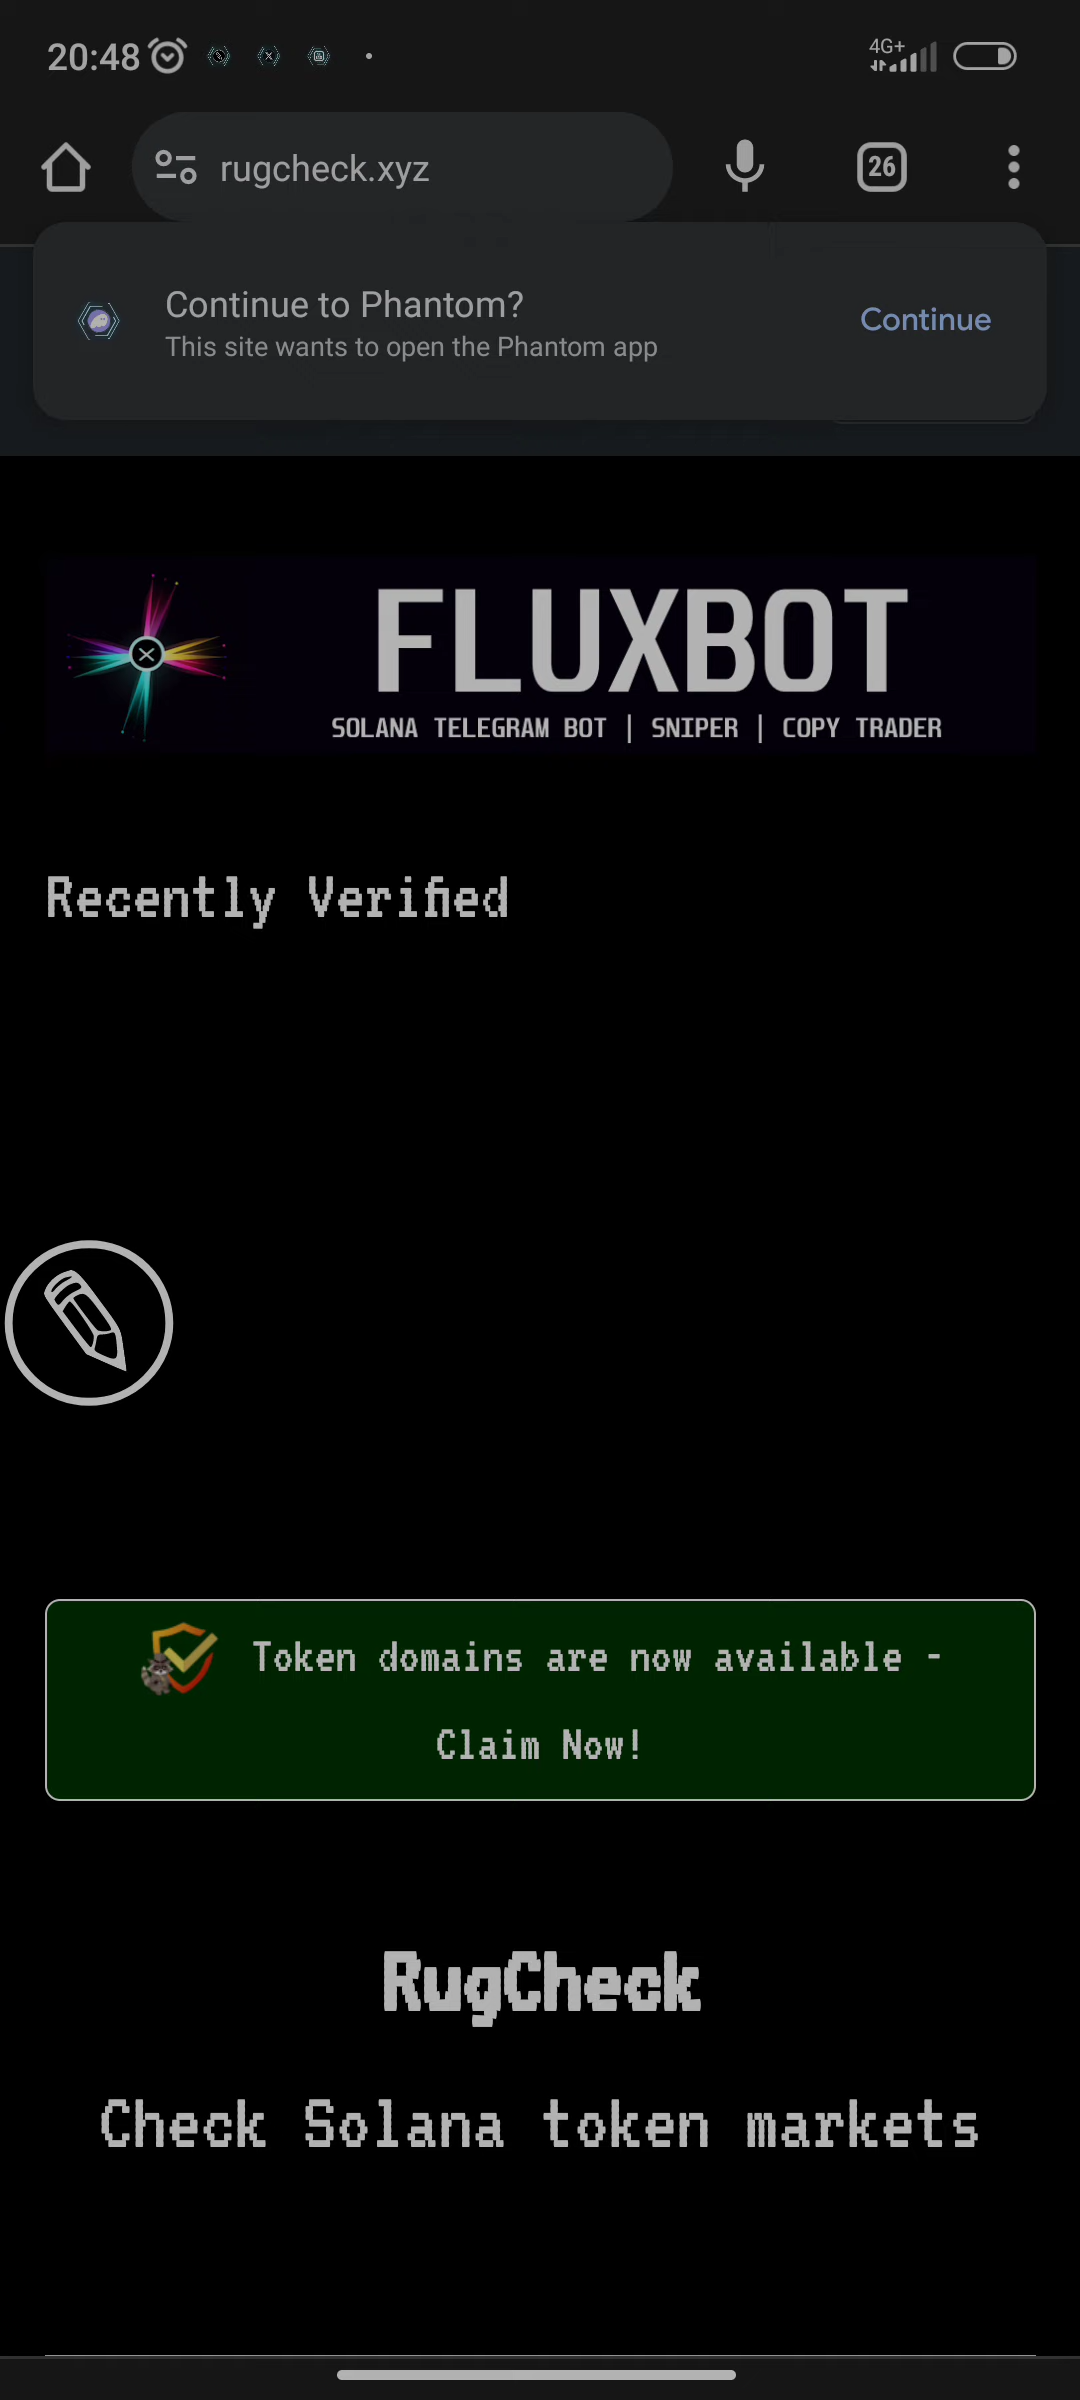 20:48
4G+
rugcheck.xyz
26
Continue to Phantom?
This site wants to open the Phantom app
Continue
FLUXBOT
SOLANA TELEGRAM BOT | SNIPER | COPY TRADER
Recently Verified
Token domains are now available -
Claim Now!
RugCheck
Check Solana token markets